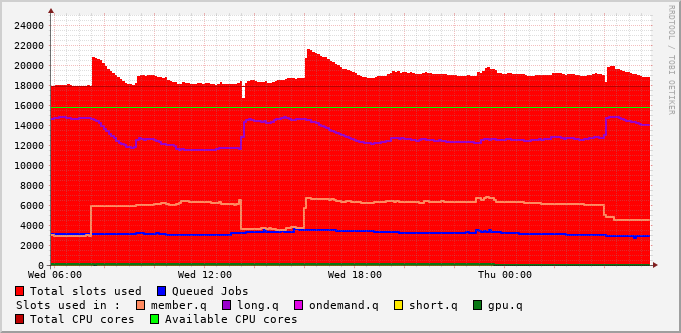 RRDTOOL / TOBI OETIKER
24000
22000
20000
18000
16000
14000
12000
10000
8000
6000
4000
2000
0
Wed 06:00 Wed 12:00 Wed 18:00 Thu 00:00
Total slots used Queued Jobs
Slots used in : member.q long.q ondemand.q short.q gpu.q
Total CPU cores Available CPU cores